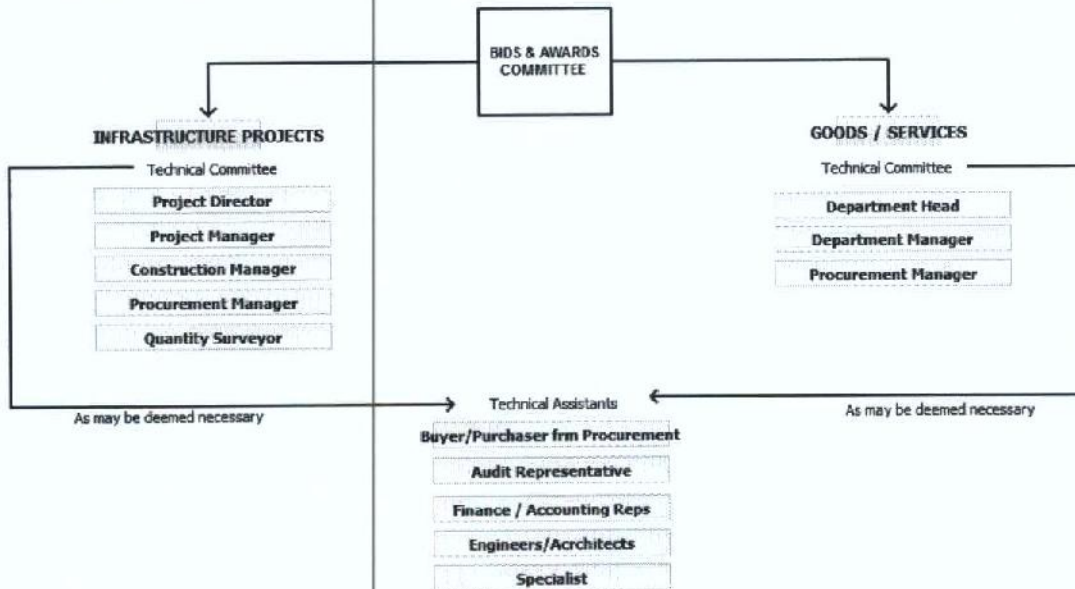 BIDS & AWARDS
COMMITTEE
INFRASTRUCTURE PROJECTS
Technical Committee
Project Director
Project Manager
Construction Manager
Procurement Manager
Quantity Surveyor
As may be deemed necessary
GOODS / SERVICES
Technical Committee
Department Head
Department Manager
Procurement Manager
As may be deemed necessary
Technical Assistants
Buyer/Purchaser frm Procurement
Audit Representative
Finance / Accounting Reps
Engineers/Acrchitects
Specialist